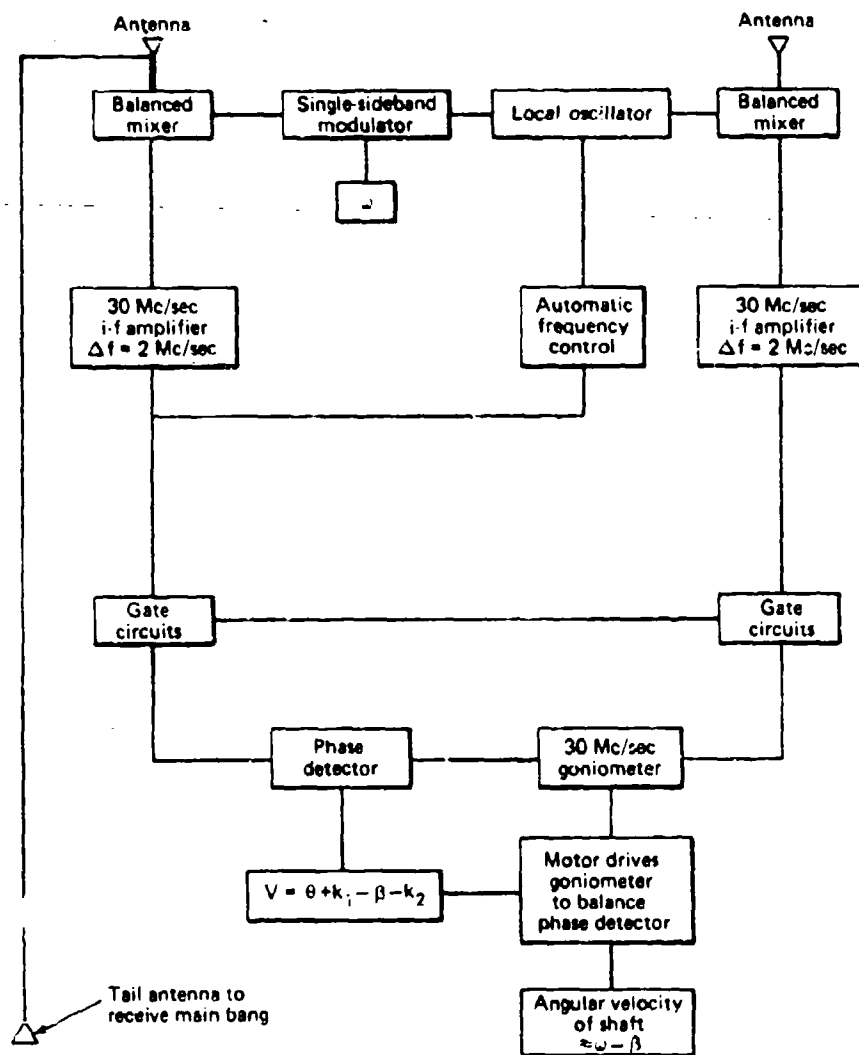 Antenna
Antenna
Balanced
mixer
Single-sideband
modulator
Local oscillator
Balanced
mixer
ω
30 Mc/sec
i-f amplifier
Δf = 2 Mc/sec
Automatic
frequency
control
30 Mc/sec
i-f amplifier
Δf = 2 Mc/sec
Gate
circuits
Gate
circuits
Phase
detector
30 Mc/sec
goniometer
V = θ+k₁-β-k₂
Motor drives
goniometer
to balance
phase detector
Tail antenna to
receive main bang
Angular velocity
of shaft
≈ω-β